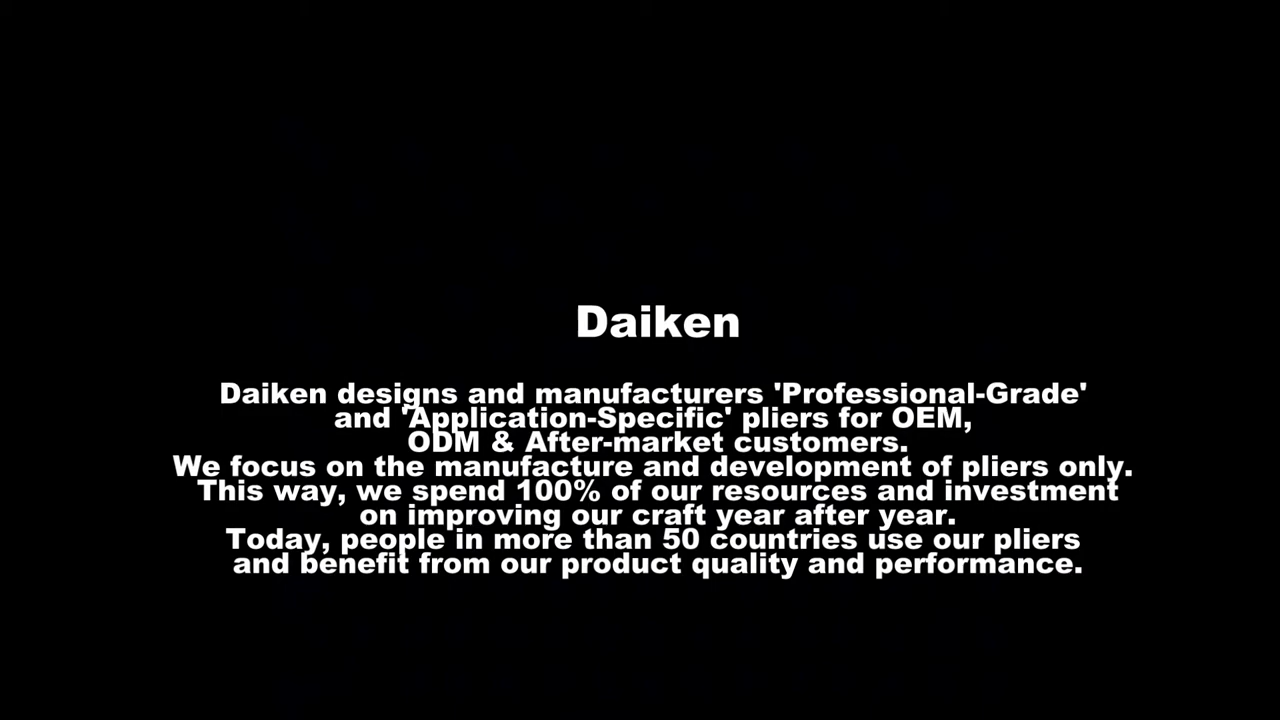 Daiken
Daiken designs and manufacturers 'Professional-Grade'
and 'Application-Specific' pliers for OEM,
ODM & After-market customers.
We focus on the manufacture and development of pliers only.
This way, we spend 100% of our resources and investment
on improving our craft year after year.
Today, people in more than 50 countries use our pliers
and benefit from our product quality and performance.